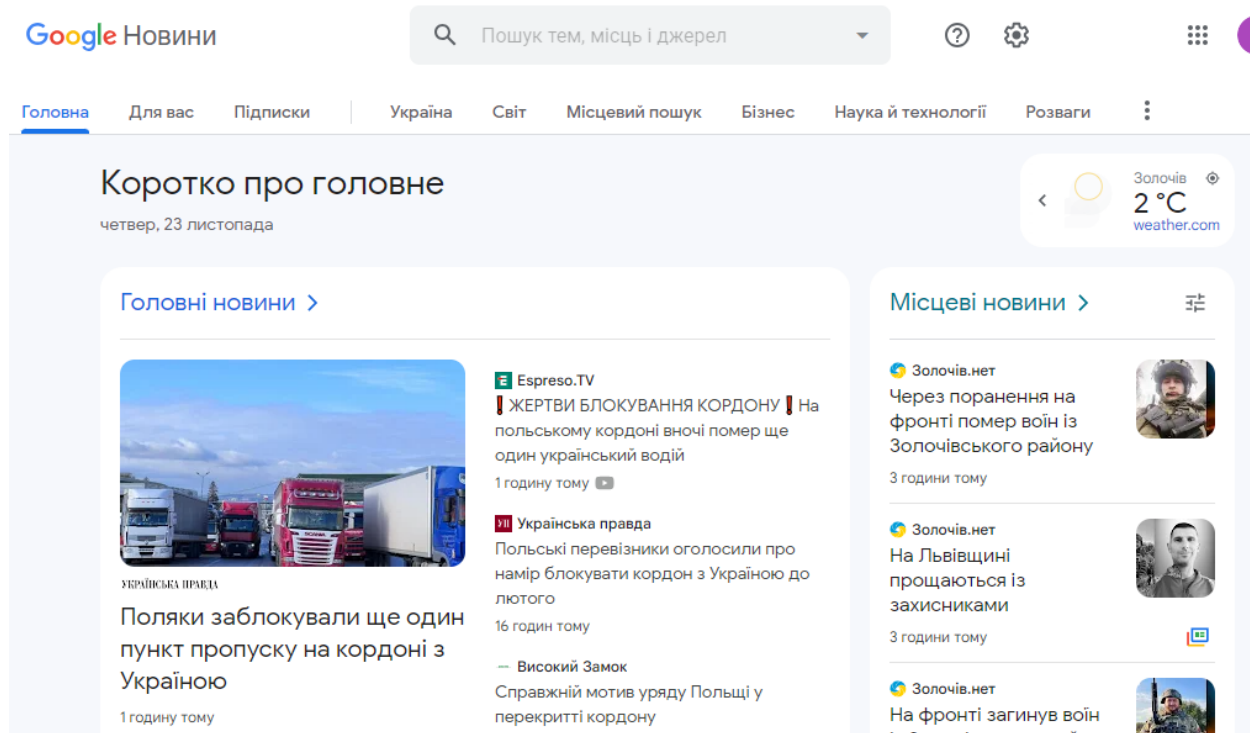 Google Новини
Пошук тем, місць і джерел
Головна
Для вас
Підписки
Україна
Світ
Місцевий пошук
Бізнес
Наука й технології
Розваги
Коротко про головне
четвер, 23 листопада
Золочів
2 °C
weather.com
Головні новини
УКРАЇНСЬКА ПРАВДА
Поляки заблокували ще один
пункт пропуску на кордоні з
Україною
1 годину тому
Espreso.TV
❗ЖЕРТВИ БЛОКУВАННЯ КОРДОНУ❗На
польському кордоні вночі помер ще
один український водій
1 годину тому
УП Українська правда
Польські перевізники оголосили про
намір блокувати кордон з Україною до
лютого
16 годин тому
Високий Замок
Справжній мотив уряду Польщі у
перекритті кордону
Місцеві новини
Золочів.нет
Через поранення на
фронті помер воїн із
Золочівського району
3 години тому
Золочів.нет
На Львівщині
прощаються із
захисниками
3 години тому
Золочів.нет
На фронті загинув воїн